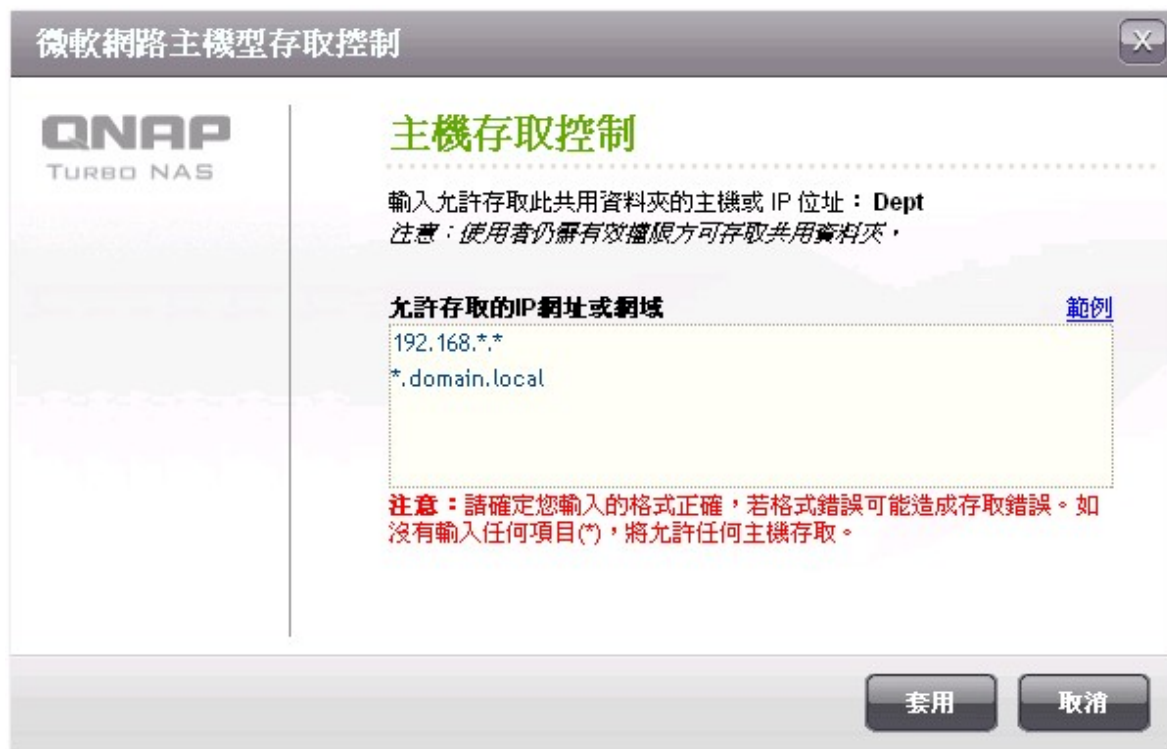 微軟網路主機型存取控制
QNAP
TURBO NAS
主機存取控制
輸入允許存取此共用資料夾的主機或 IP 位址： Dept
注意：使用者仍需有效權限方可存取共用資料夾，
允許存取的IP網址或網域
範例
192.168.*.*
*.domain.local
注意：請確定您輸入的格式正確，若格式錯誤可能造成存取錯誤。如
沒有輸入任何項目(*)，將允許任何主機存取。
套用
取消